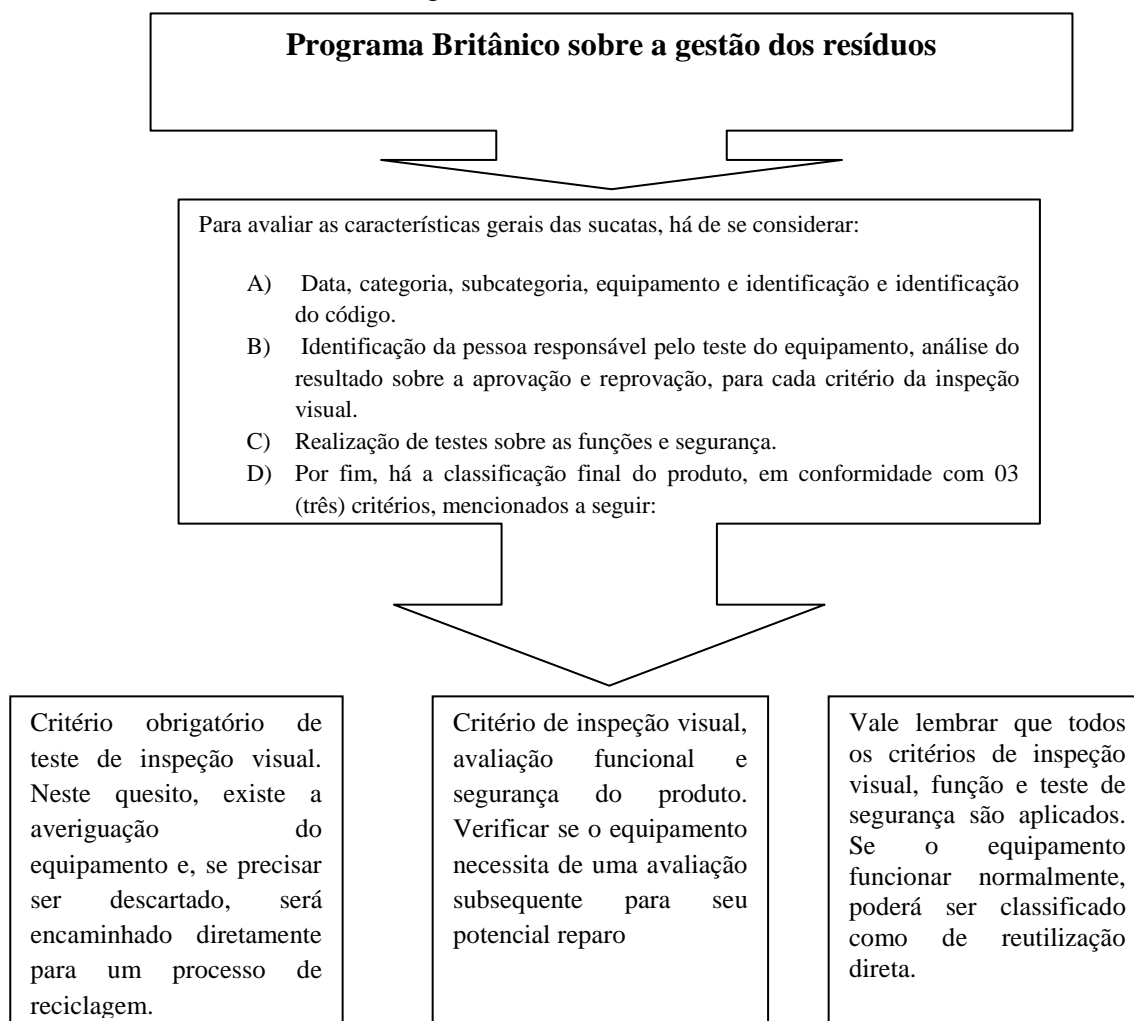 Programa Britânico sobre a gestão dos resíduos
Para avaliar as características gerais das sucatas, há de se considerar:
A) Data, categoria, subcategoria, equipamento e identificação e identificação
do código.
B) Identificação da pessoa responsável pelo teste do equipamento, análise do
resultado sobre a aprovação e reprovação, para cada critério da inspeção
visual.
C) Realização de testes sobre as funções e segurança.
D) Por fim, há a classificação final do produto, em conformidade com 03
(três) critérios, mencionados a seguir:
Critério obrigatório de
teste de inspeção visual.
Neste quesito, existe a
averiguação do
equipamento e, se precisar
ser descartado, será
encaminhado diretamente
para um processo de
reciclagem.
Critério de inspeção visual,
avaliação funcional e
segurança do produto.
Verificar se o equipamento
necessita de uma avaliação
subsequente para seu
potencial reparo
Vale lembrar que todos
os critérios de inspeção
visual, função e teste de
segurança são aplicados.
Se o equipamento
funcionar normalmente,
poderá ser classificado
como de reutilização
direta.